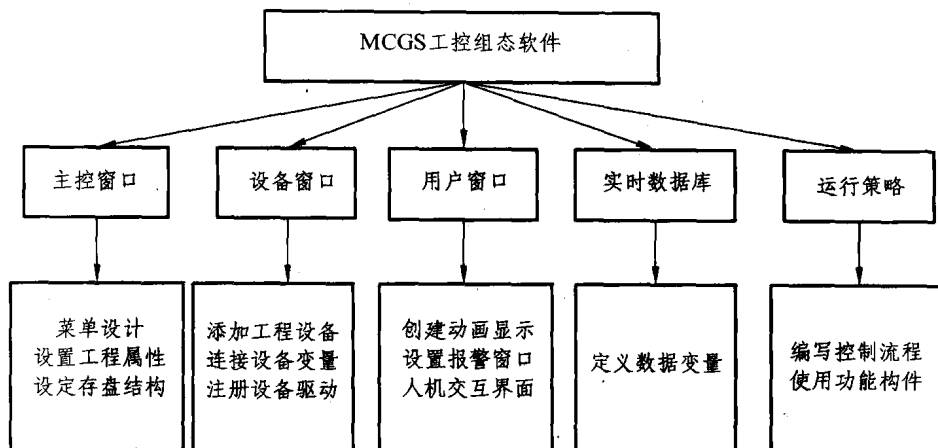 MCGS工控组态软件
主控窗口
设备窗口
用户窗口
实时数据库
运行策略
菜单设计
设置工程属性
设定存盘结构
添加工程设备
连接设备变量
注册设备驱动
创建动画显示
设置报警窗口
人机交互界面
定义数据变量
编写控制流程
使用功能构件